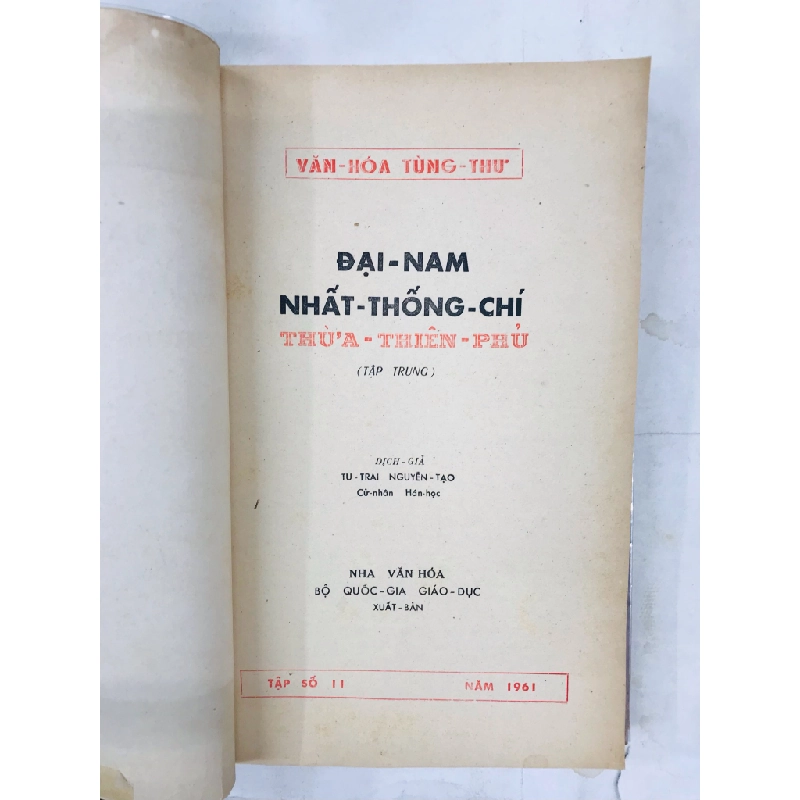 VĂN-HÓA TÙNG-THƯ
ĐẠI-NAM
NHẤT-THỐNG-CHÍ
THỪA-THIÊN-PHỦ
(TẬP TRUNG)
DỊCH-GIẢ
TU-TRAI NGUYỄN-TẠO
Cử-nhân Hán-học
NHA VĂN HÓA
BỘ QUỐC-GIA GIÁO-DỤC
XUẤT-BẢN
TẬP SỐ 11 NĂM 1961